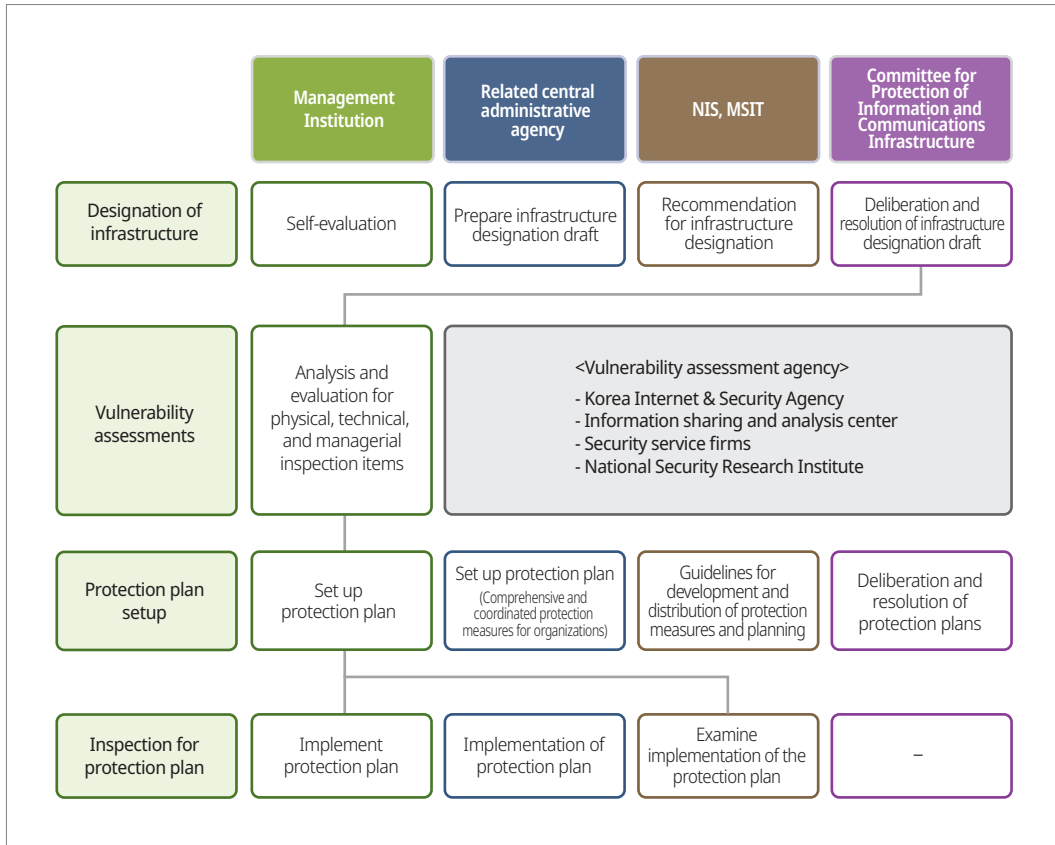 Management
Institution
Related central
administrative
agency
NIS, MSIT
Committee for
Protection of
Information and
Communications
Infrastructure
Designation of
infrastructure
Self-evaluation
Prepare infrastructure
designation draft
Recommendation
for infrastructure
designation
Deliberation and
resolution of infrastructure
designation draft
Vulnerability
assessments
Analysis and
evaluation for
physical, technical,
and managerial
inspection items
<Vulnerability assessment agency>
- Korea Internet & Security Agency
- Information sharing and analysis center
- Security service firms
- National Security Research Institute
Protection plan
setup
Set up
protection plan
Set up protection plan
(Comprehensive and
coordinated protection
measures for organizations)
Guidelines for
development and
distribution of protection
measures and planning
Deliberation and
resolution of
protection plans
Inspection for
protection plan
Implement
protection plan
Implementation of
protection plan
Examine
implementation of the
protection plan
–